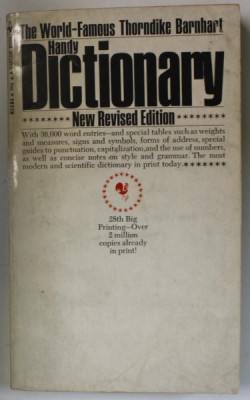 The World-Famous Thorndike Barnhart
Handy
Dictionary
******** New Revised Edition ********
With 36,000 word entries—and special tables such as weights
and measures, signs and symbols, forms of address, special
guides to punctuation, capitalization, and the use of numbers,
as well as concise notes on style and grammar. The most
modern and scientific dictionary in print today. *******
28th Big
Printing—Over
2 million
copies already
in print!